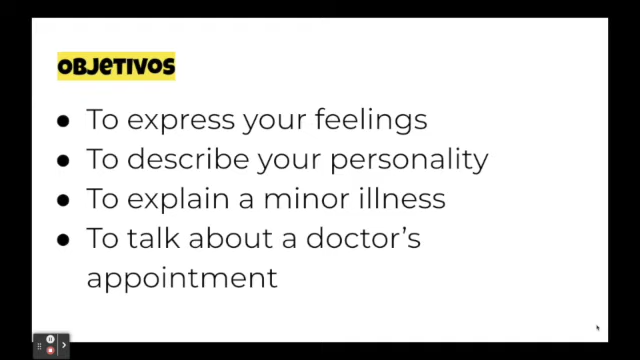 OBJETIVOS
● To express your feelings
● To describe your personality
● To explain a minor illness
● To talk about a doctor's
appointment